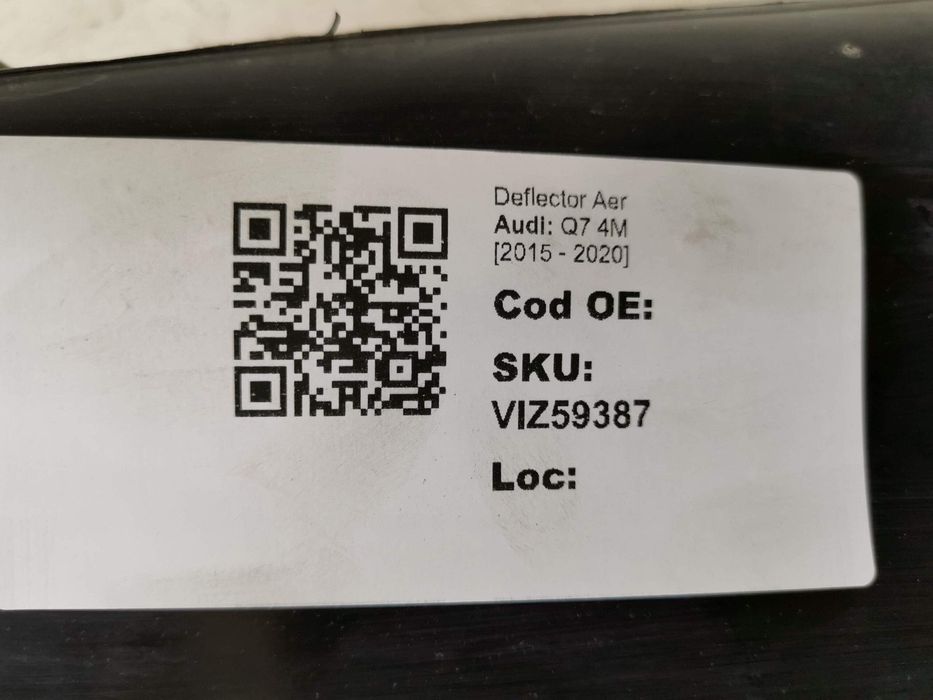 Deflector Aer
Audi: Q7 4M
[2015 - 2020]
Cod OE:
SKU:
VIZ59387
Loc: